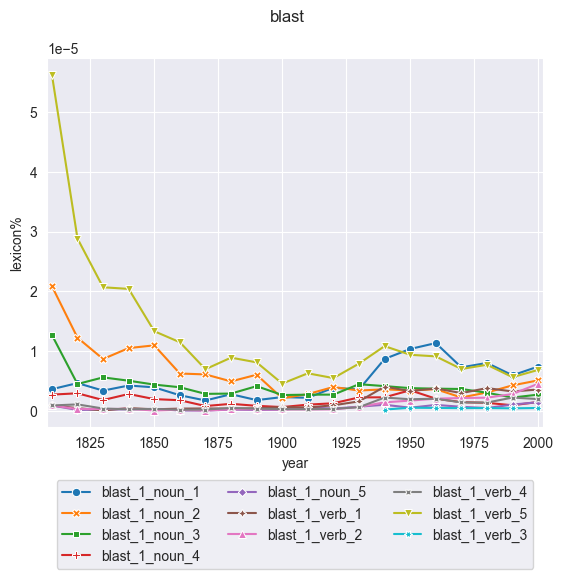 blast
1e−5
5
4
3
2
1
0
lexicon%
1825 1850 1875 1900 1925 1950 1975 2000
year
blast_1_noun_1 blast_1_noun_5 blast_1_verb_4
blast_1_noun_2 blast_1_verb_1 blast_1_verb_5
blast_1_noun_3 blast_1_verb_2 blast_1_verb_3
blast_1_noun_4